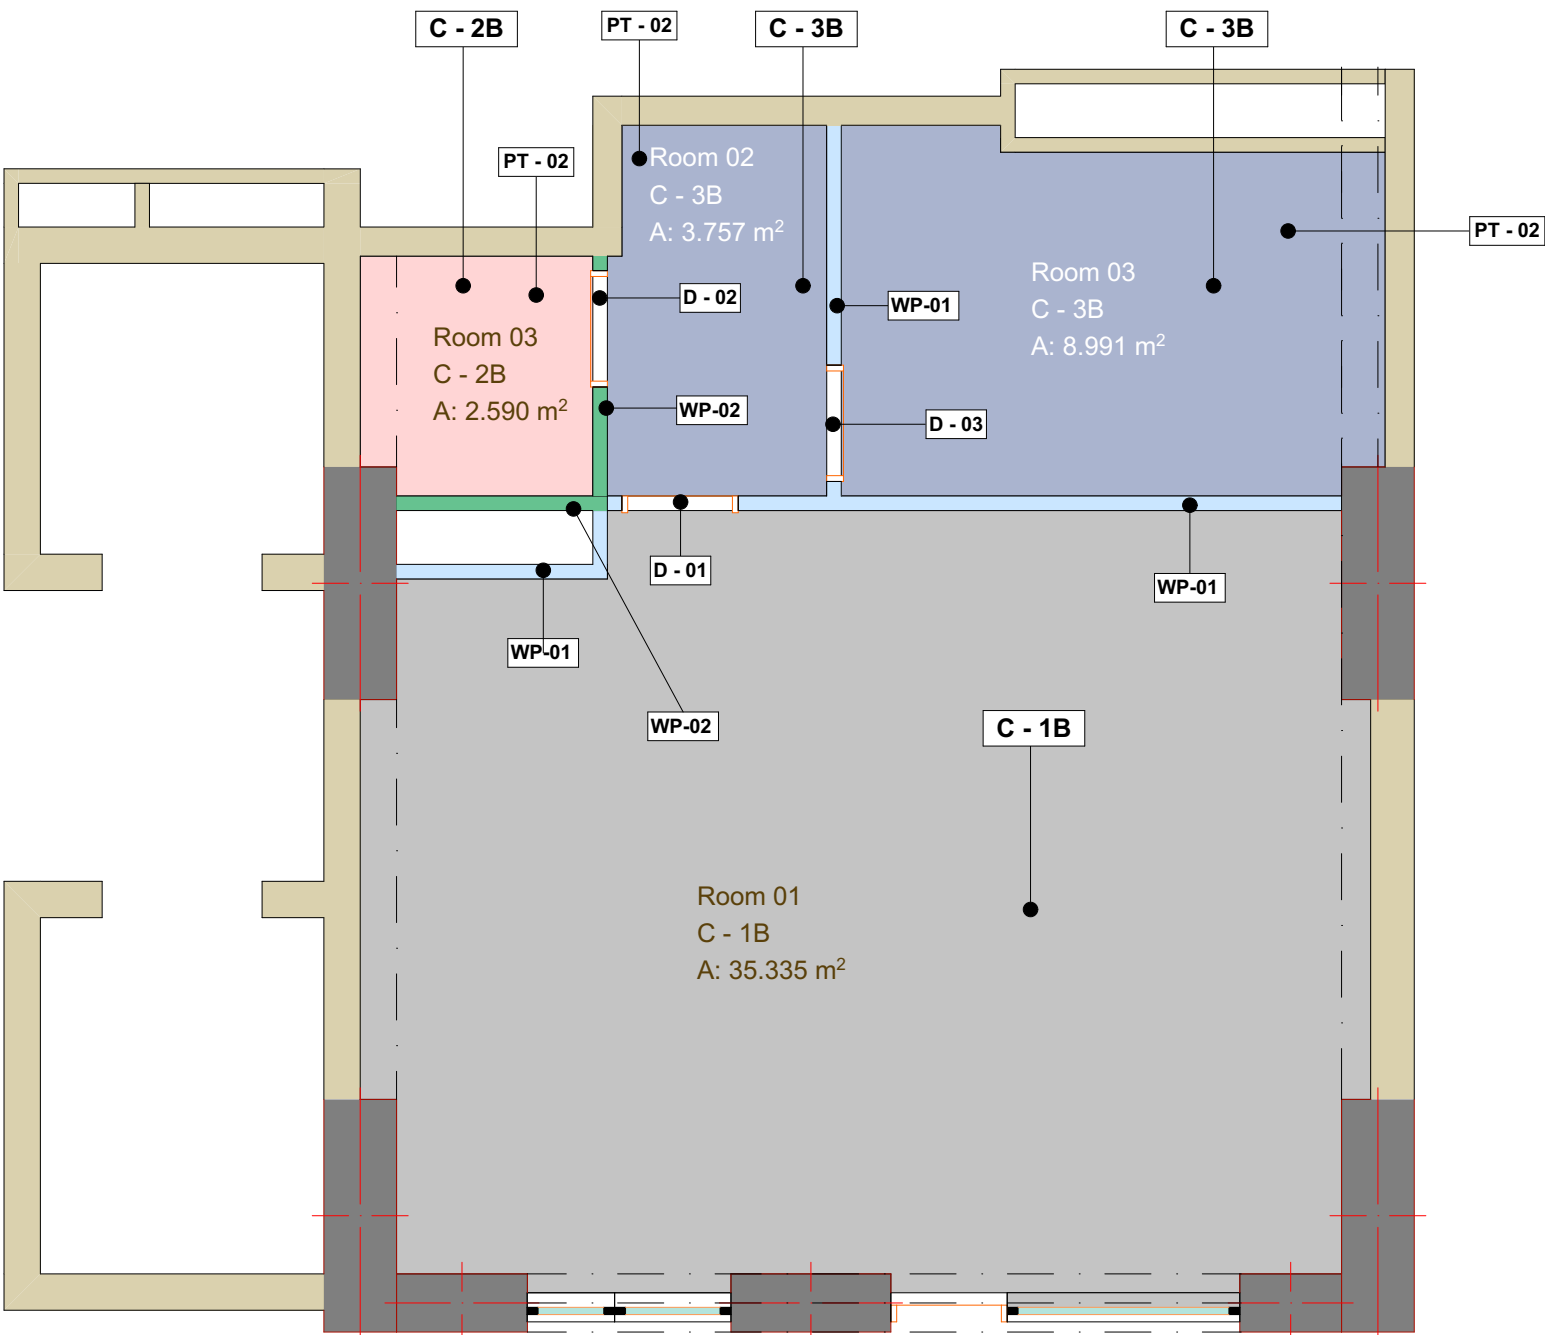 C - 2B
PT - 02
C - 3B
C - 3B
PT - 02
Room 02
C - 3B
A: 3.757 m²
PT - 02
Room 03
C - 3B
A: 8.991 m²
D - 02
WP-01
Room 03
C - 2B
A: 2.590 m²
WP-02
D - 03
D - 01
WP-01
WP-01
WP-02
C - 1B
Room 01
C - 1B
A: 35.335 m²